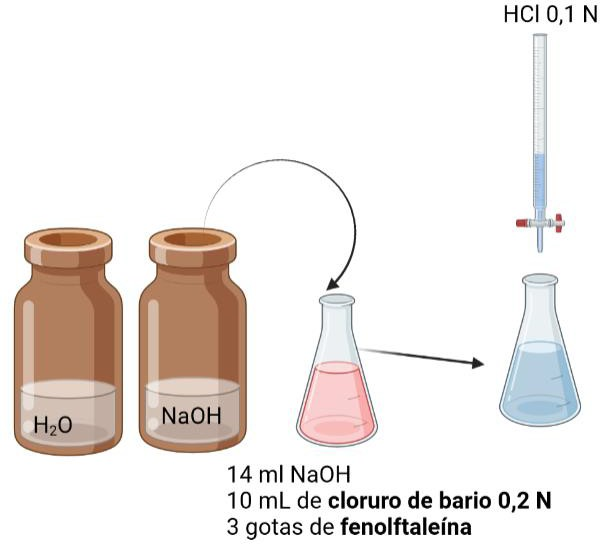 HCl 0,1 N
H₂O
NaOH
14 ml NaOH
10 mL de cloruro de bario 0,2 N
3 gotas de fenolftaleína